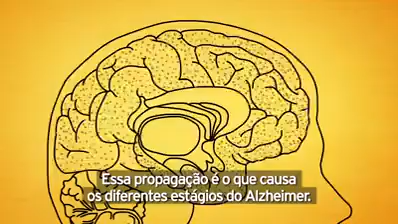 Essa propagação é o que causa
os diferentes estágios do Alzheimer.